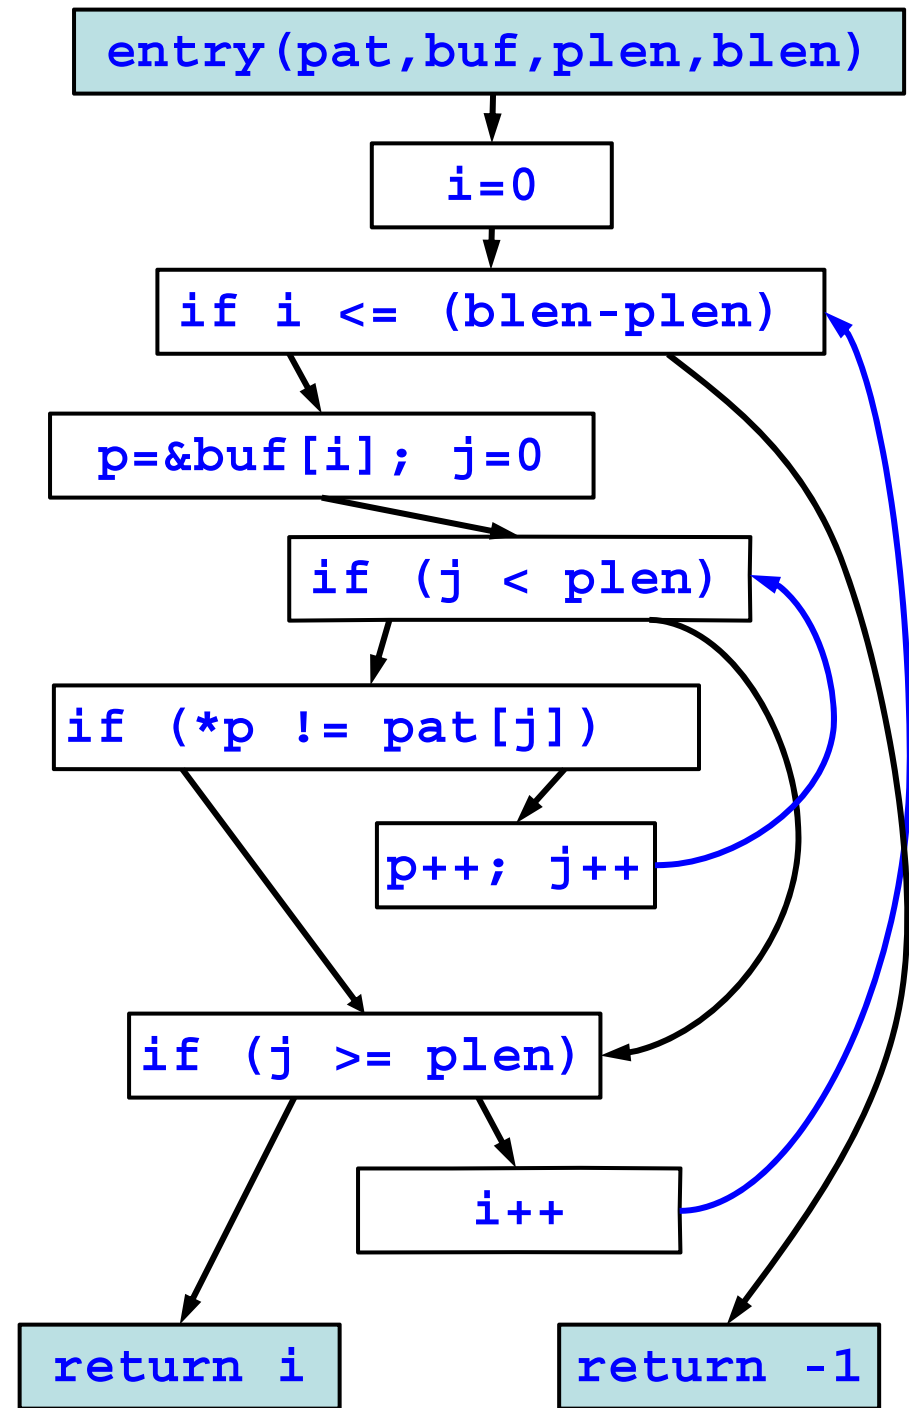 entry(pat,buf,plen,blen)
i=0
if i <= (blen-plen)
p=&buf[i]; j=0
if (j < plen)
if (*p != pat[j])
p++; j++
if (j >= plen)
i++
return i
return -1